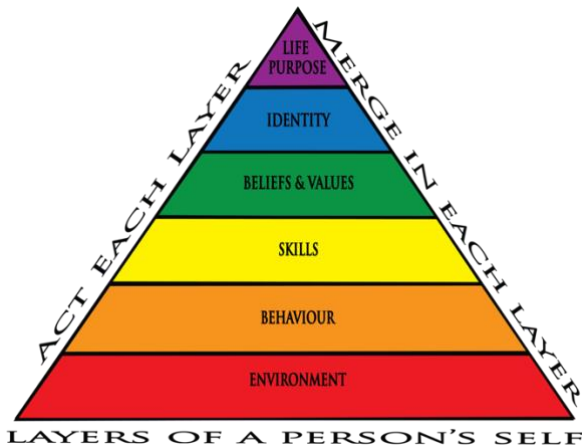 LIFE
PURPOSE
IDENTITY
BELIEFS & VALUES
SKILLS
BEHAVIOUR
ENVIRONMENT
ACT EACH LAYER
MERGE IN EACH LAYER
LAYERS OF A PERSON'S SELF